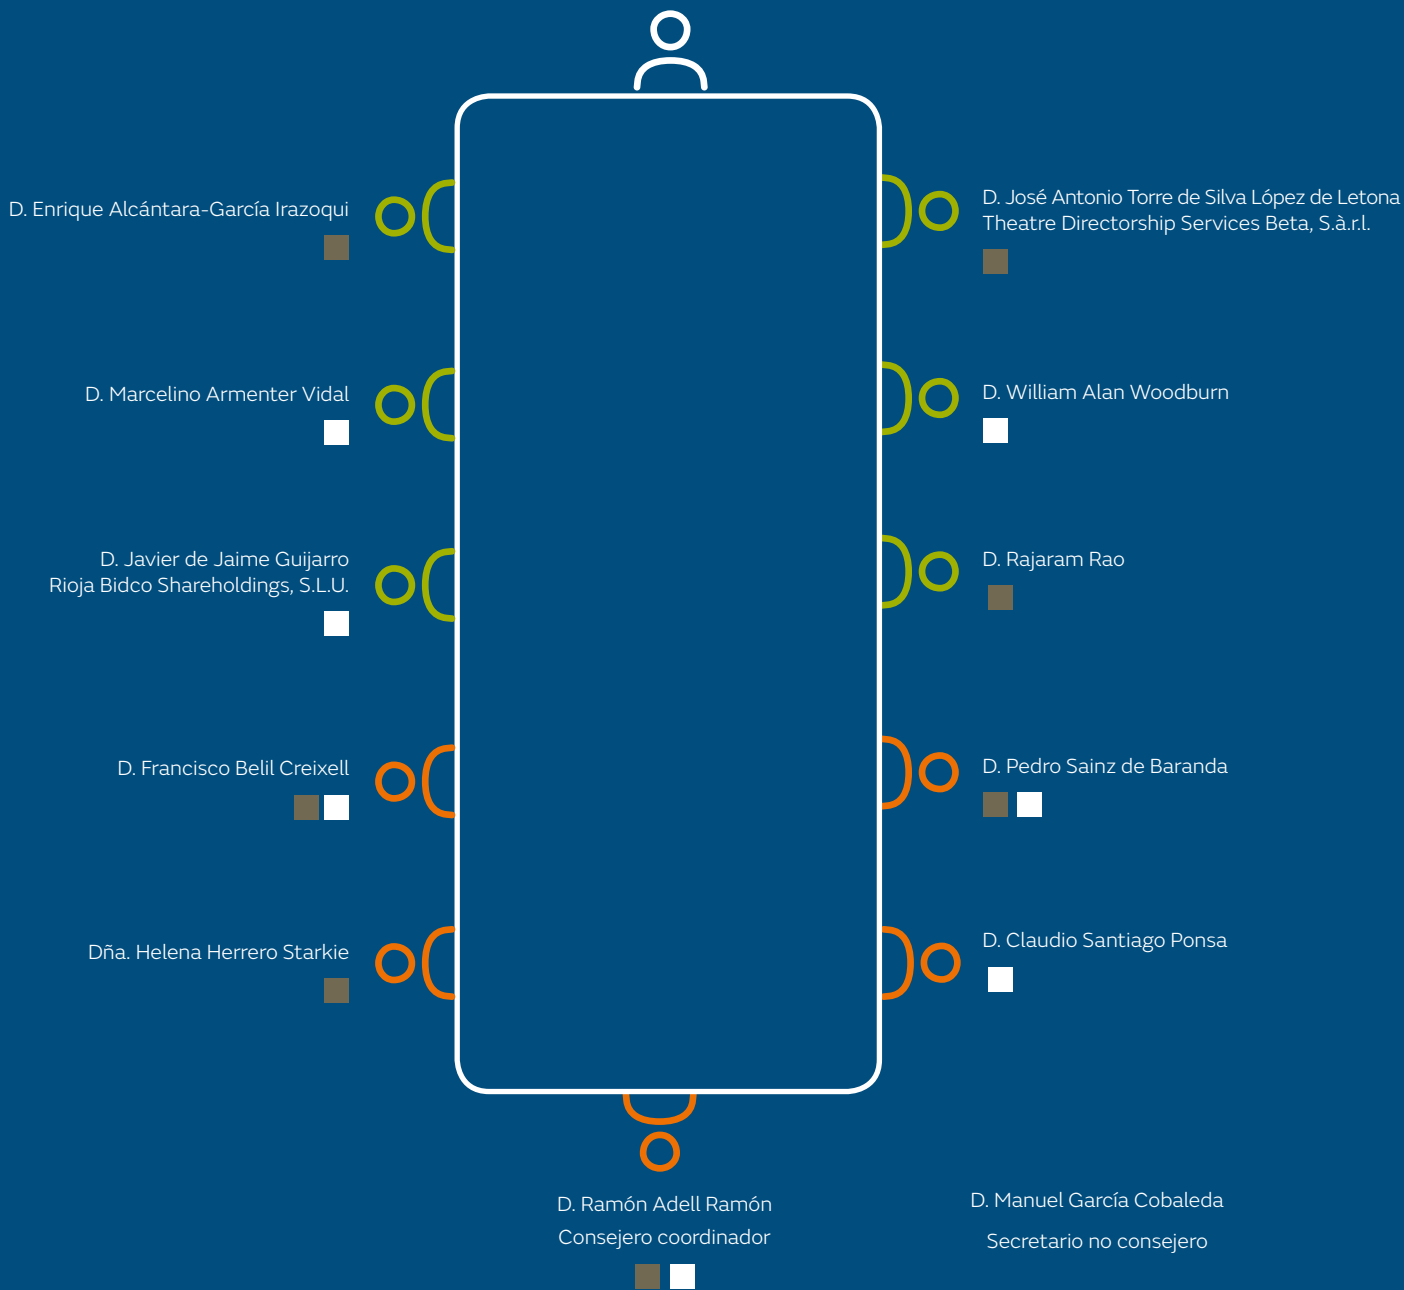 D. Enrique Alcántara-García Irazoqui
D. José Antonio Torre de Silva López de Letona
Theatre Directorship Services Beta, S.à.r.l.
D. Marcelino Armenter Vidal
D. William Alan Woodburn
D. Javier de Jaime Guijarro
Rioja Bidco Shareholdings, S.L.U.
D. Rajaram Rao
D. Francisco Belil Creixell
D. Pedro Sainz de Baranda
Dña. Helena Herrero Starkie
D. Claudio Santiago Ponsa
D. Ramón Adell Ramón
Consejero coordinador
D. Manuel García Cobaleda
Secretario no consejero